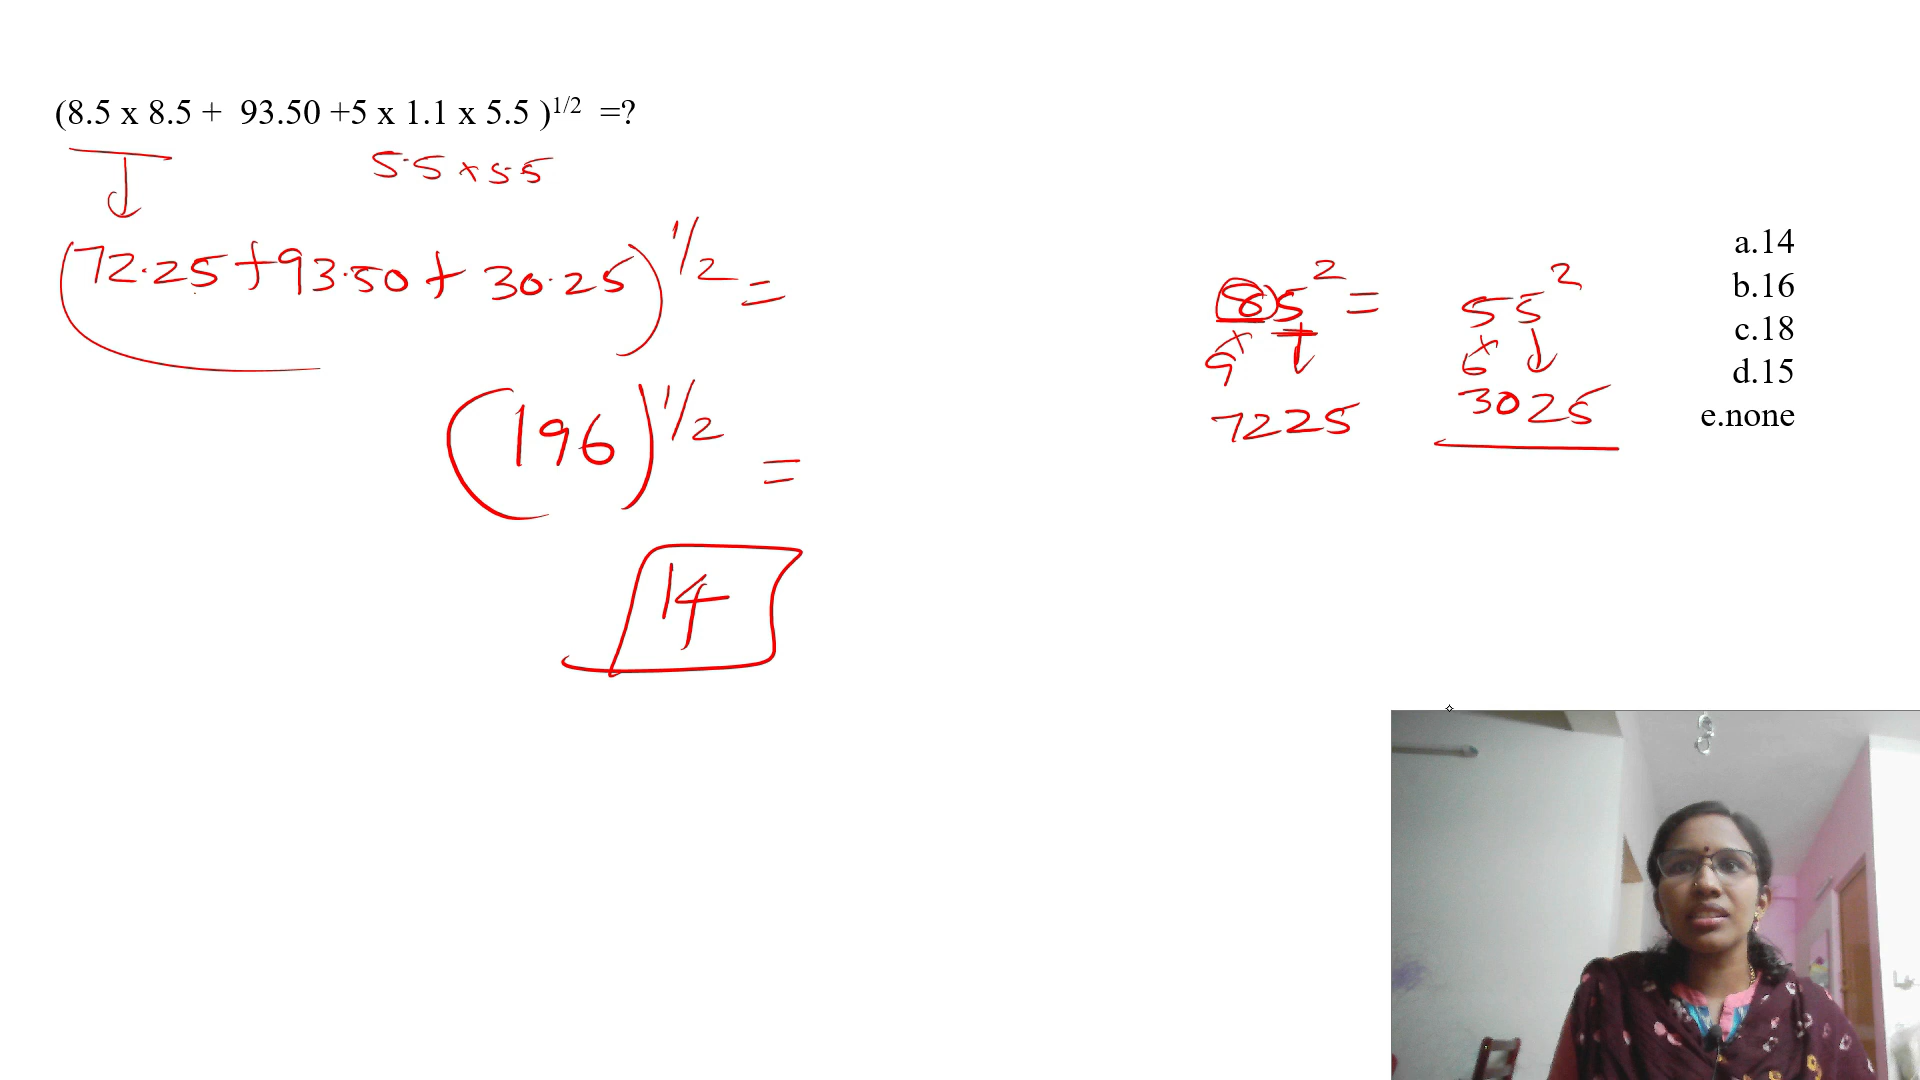 (8.5 x 8.5 + 93.50 +5 x 1.1 x 5.5 )1/2 =?
5.5 x 5.5
(72.25+93.50+ 30.25)1/2 =
(196)1/2 =
14
852 =
9
7225
552
6
3025
a.14
b.16
c.18
d.15
e.none